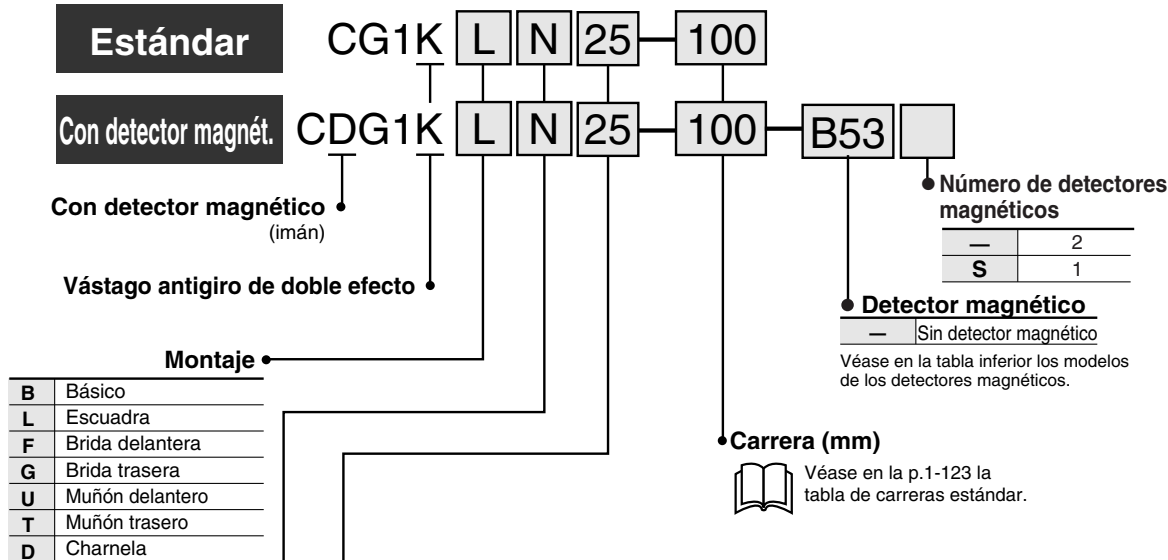 Estándar CG1K L N 25 — 100
Con detector magnét. CDG1K L N 25 — 100 — B53
Con detector magnético
(imán)
Vástago antigiro de doble efecto
Número de detectores
magnéticos
— 2
S 1
Detector magnético
— Sin detector magnético
Véase en la tabla inferior los modelos
de los detectores magnéticos.
Montaje
B Básico
L Escuadra
F Brida delantera
G Brida trasera
U Muñón delantero
T Muñón trasero
D Charnela
Carrera (mm)
Véase en la p.1-123 la
tabla de carreras estándar.